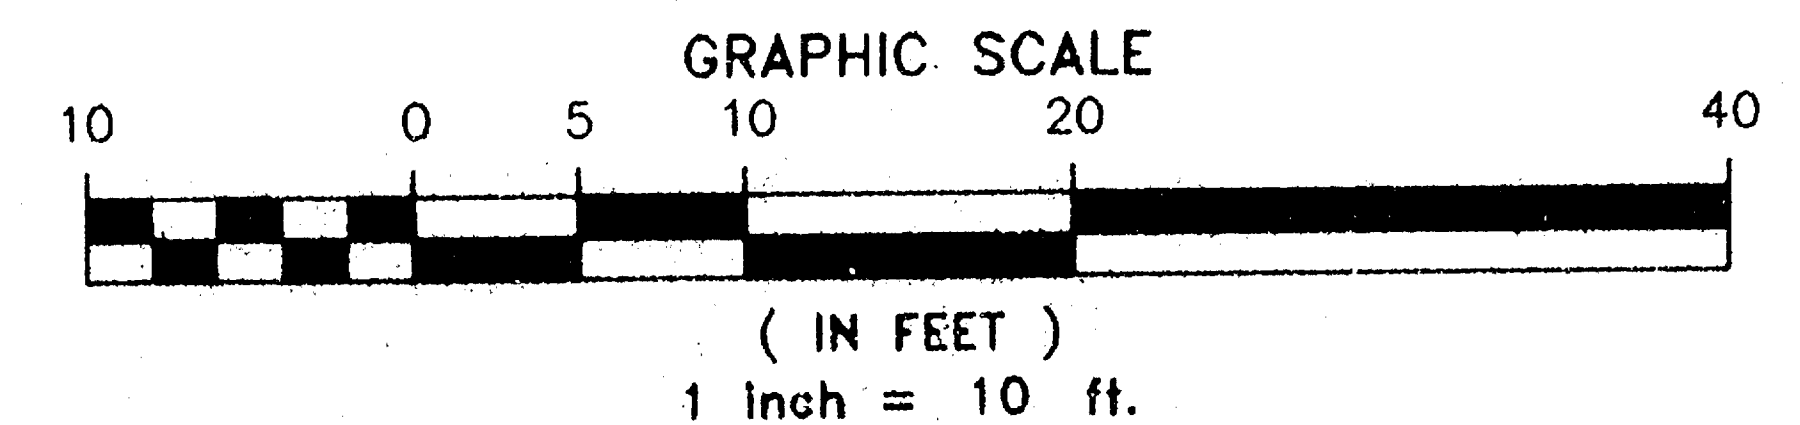 GRAPHIC SCALE
10 0 5 10 20 40
( IN FEET )
1 inch = 10 ft.